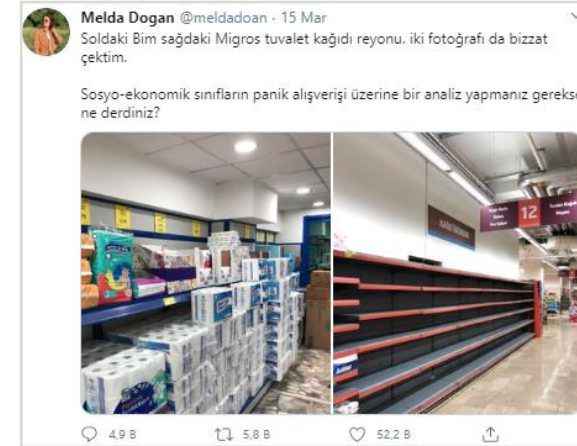 Melda Dogan @meldadoan · 15 Mar
Soldaki Bim sağdaki Migros tuvalet kağıdı reyonu. iki fotoğrafı da bizzat
çektim.
Sosyo-ekonomik sınıfların panik alışverişi üzerine bir analiz yapmanız gerekse
ne derdiniz?
12
4,9 B 5,8 B 52,2 B